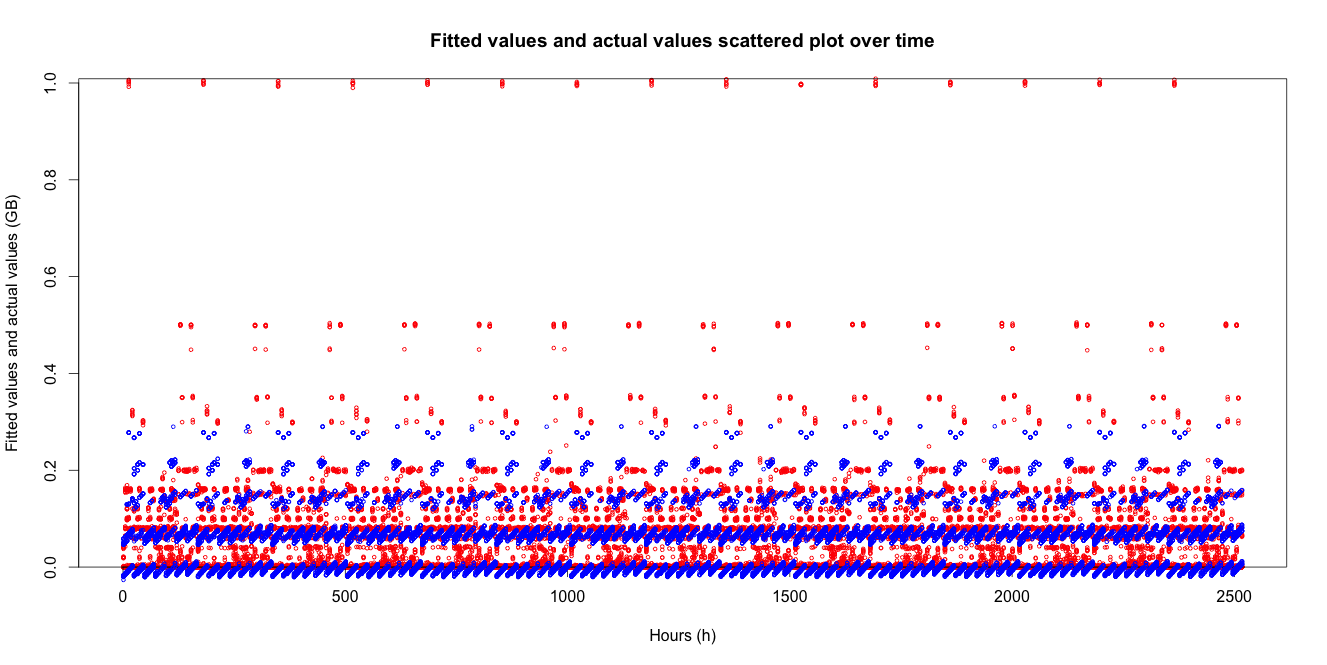 Fitted values and actual values scattered plot over time
Fitted values and actual values (GB)
1.0
0.8
0.6
0.4
0.2
0.0
0 500 1000 1500 2000 2500
Hours (h)